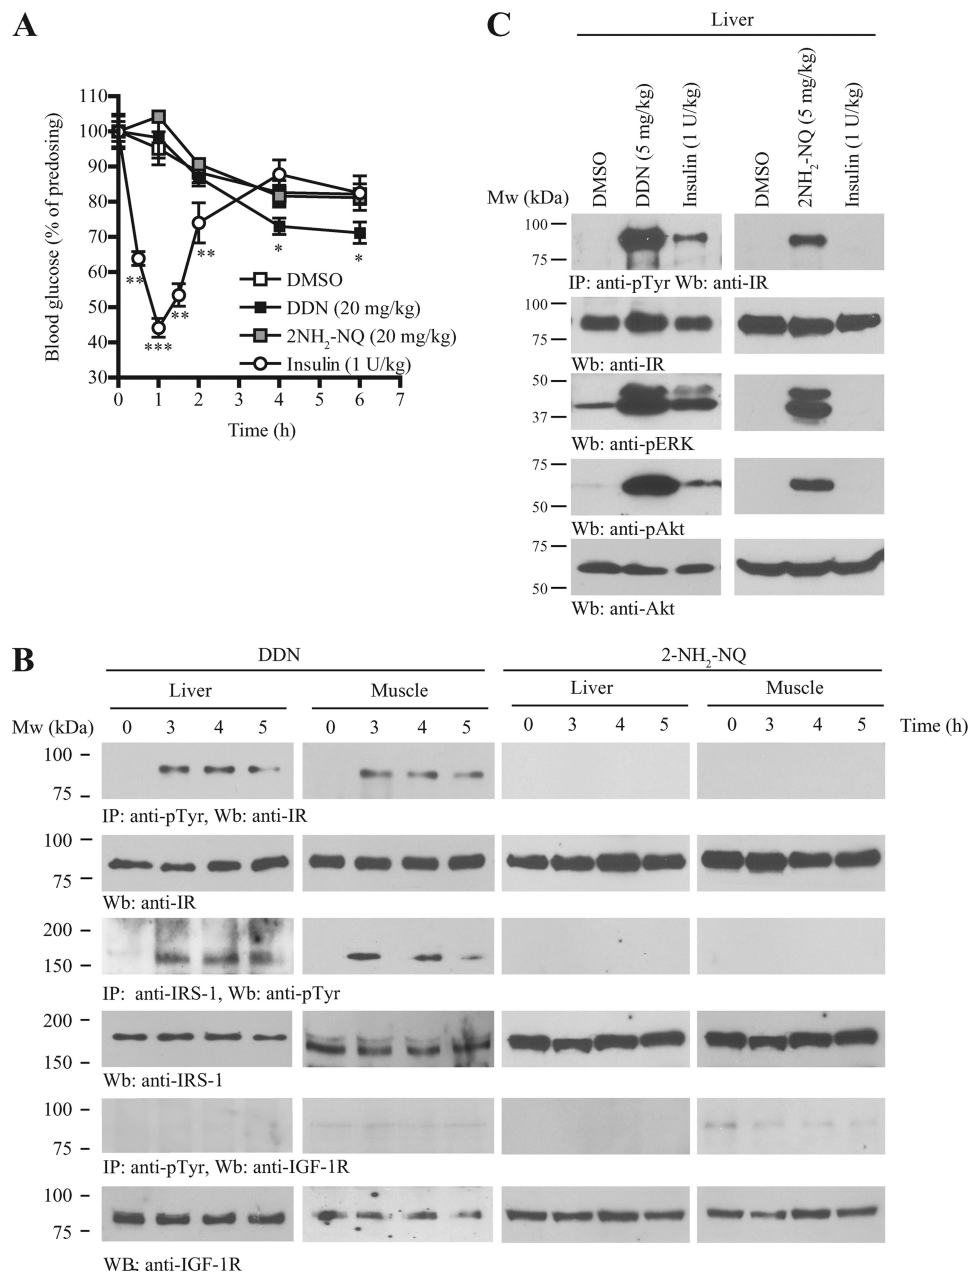 A
Blood glucose (% of predosing)
110
100
90
80
70
60
50
40
30
**
***
**
**
*
*
DMSO
DDN (20 mg/kg)
2NH₂-NQ (20 mg/kg)
Insulin (1 U/kg)
0 1 2 3 4 5 6 7
Time (h)
C
Liver
Mw (kDa)
DMSO
DDN (5 mg/kg)
Insulin (1 U/kg)
DMSO
2NH₂-NQ (5 mg/kg)
Insulin (1 U/kg)
100
75
IP: anti-pTyr Wb: anti-IR
100
75
Wb: anti-IR
50
37
Wb: anti-pERK
75
50
Wb: anti-pAkt
75
50
Wb: anti-Akt
B
DDN 2-NH₂-NQ
Liver Muscle Liver Muscle
Mw (kDa) 0 3 4 5 0 3 4 5 0 3 4 5 0 3 4 5 Time (h)
100
75
IP: anti-pTyr, Wb: anti-IR
100
75
Wb: anti-IR
200
150
IP: anti-IRS-1, Wb: anti-pTyr
200
150
Wb: anti-IRS-1
100
75
IP: anti-pTyr, Wb: anti-IGF-1R
100
75
WB: anti-IGF-1R